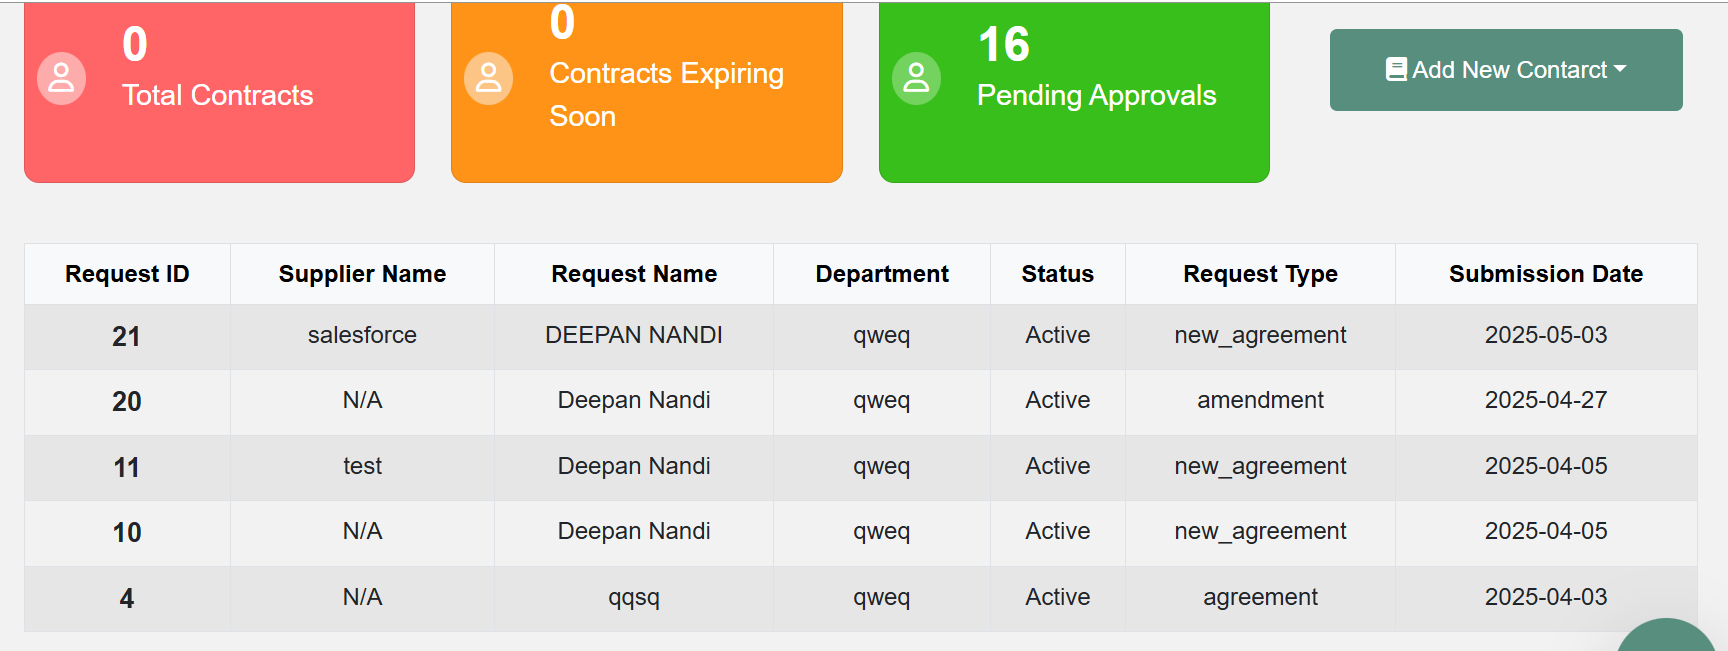 0
Total Contracts
0
Contracts Expiring
Soon
16
Pending Approvals
Add New Contarct
Request ID Supplier Name Request Name Department Status Request Type Submission Date
21 salesforce DEEPAN NANDI qweq Active new_agreement 2025-05-03
20 N/A Deepan Nandi qweq Active amendment 2025-04-27
11 test Deepan Nandi qweq Active new_agreement 2025-04-05
10 N/A Deepan Nandi qweq Active new_agreement 2025-04-05
4 N/A qqsq qweq Active agreement 2025-04-03